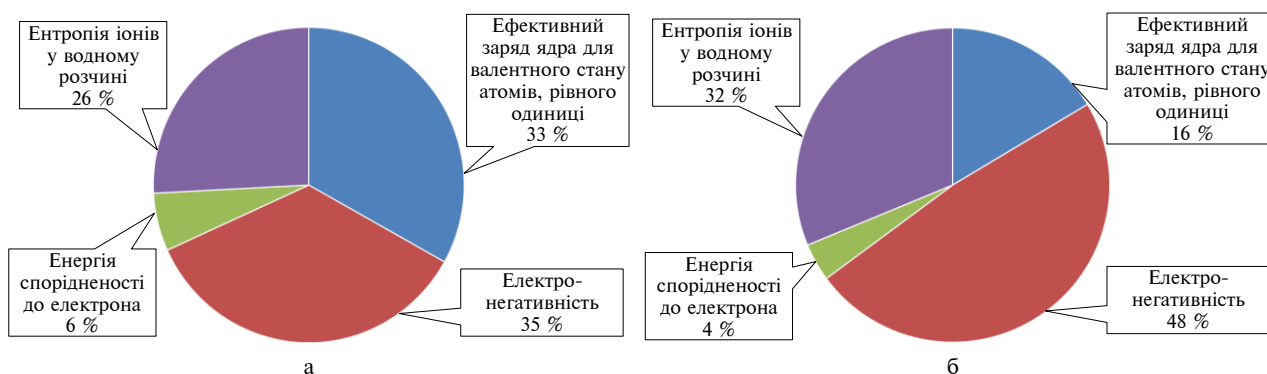 Ентропія іонів
у водному
розчині
26 %
Ефективний
заряд ядра для
валентного стану
атомів, рівного
одиниці
33 %
Енергія
спорідненості
до електрона
6 %
Електро-
негативність
35 %
а
Ентропія іонів
у водному
розчині
32 %
Ефективний
заряд ядра для
валентного стану
атомів, рівного
одиниці
16 %
Енергія
спорідненості
до електрона
4 %
Електро-
негативність
48 %
б